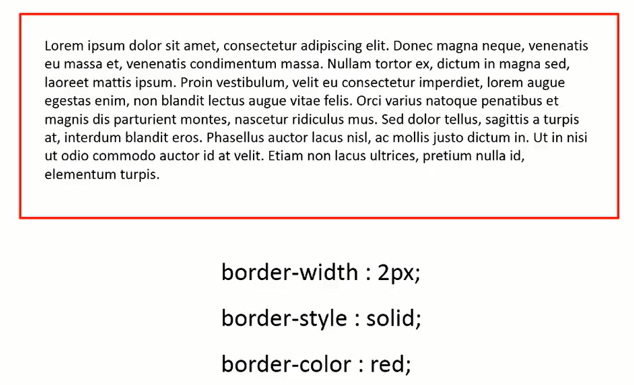 Lorem ipsum dolor sit amet, consectetur adipiscing elit. Donec magna neque, venenatis
eu massa et, venenatis condimentum massa. Nullam tortor ex, dictum in magna sed,
laoreet mattis ipsum. Proin vestibulum, velit eu consectetur imperdiet, lorem augue
egestas enim, non blandit lectus augue vitae felis. Orci varius natoque penatibus et
magnis dis parturient montes, nascetur ridiculus mus. Sed dolor tellus, sagittis a turpis
at, interdum blandit eros. Phasellus auctor lacus nisl, ac mollis justo dictum in. Ut in nisi
ut odio commodo auctor id at velit. Etiam non lacus ultrices, pretium nulla id,
elementum turpis.
border-width : 2px;
border-style : solid;
border-color : red;